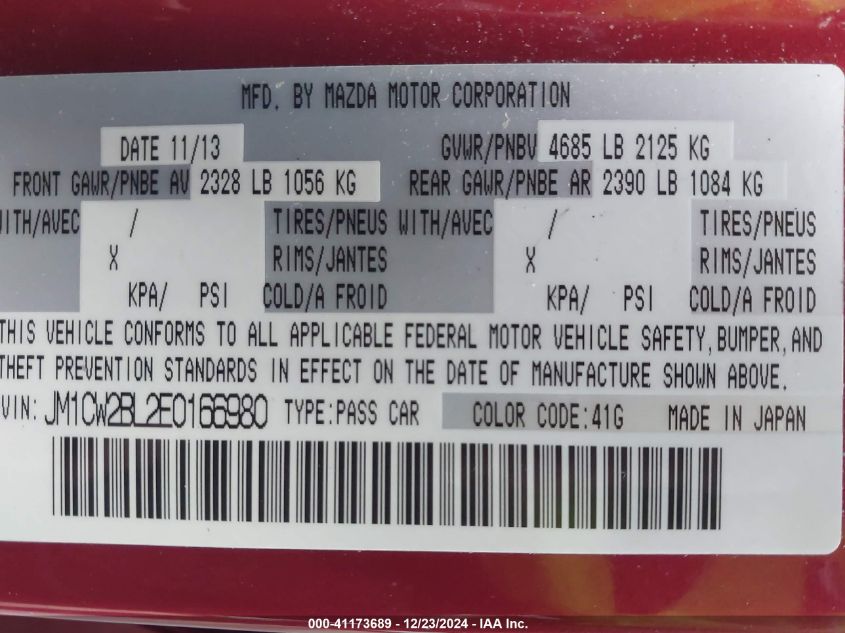 MFD. BY MAZDA MOTOR CORPORATION
DATE 11/13 GVWR/PNBV 4685 LB 2125 KG
FRONT GAWR/PNBE AV 2328 LB 1056 KG REAR GAWR/PNBE AR 2390 LB 1084 KG
WITH/AVEC / TIRES/PNEUS WITH/AVEC / TIRES/PNEUS
X RIMS/JANTES X RIMS/JANTES
KPA/ PSI COLD/A FROID KPA/ PSI COLD/A FROID
THIS VEHICLE CONFORMS TO ALL APPLICABLE FEDERAL MOTOR VEHICLE SAFETY, BUMPER, AND
THEFT PREVENTION STANDARDS IN EFFECT ON THE DATE OF MANUFACTURE SHOWN ABOVE.
VIN: JM1CW2BL2E0166980 TYPE: PASS CAR COLOR CODE: 41G MADE IN JAPAN
000-41173689 - 12/23/2024 - IAA Inc.